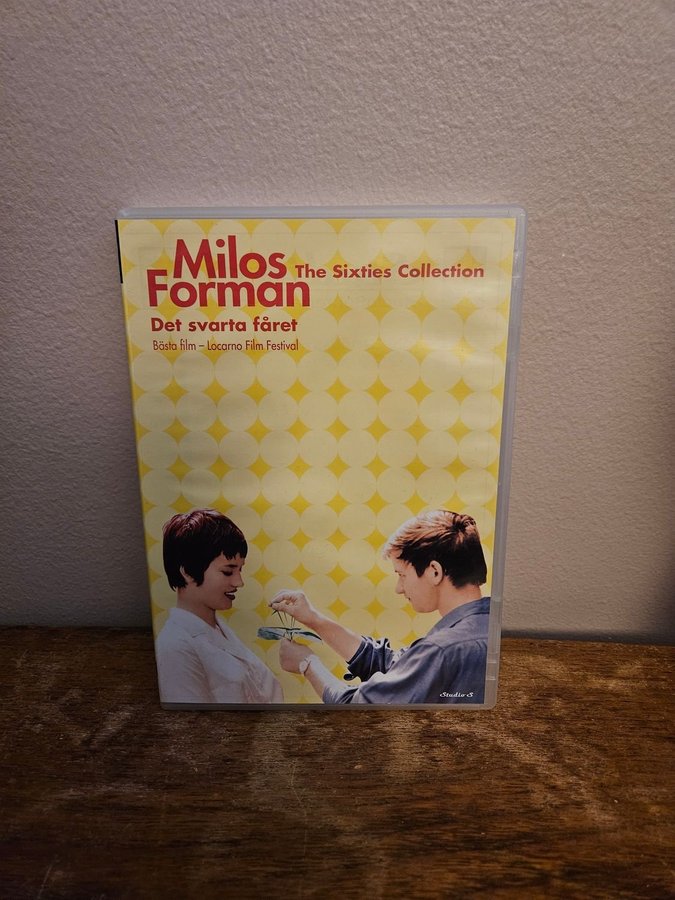 Milos
Forman
The Sixties Collection
Det svarta fåret
Bästa film – Locarno Film Festival
Studio S